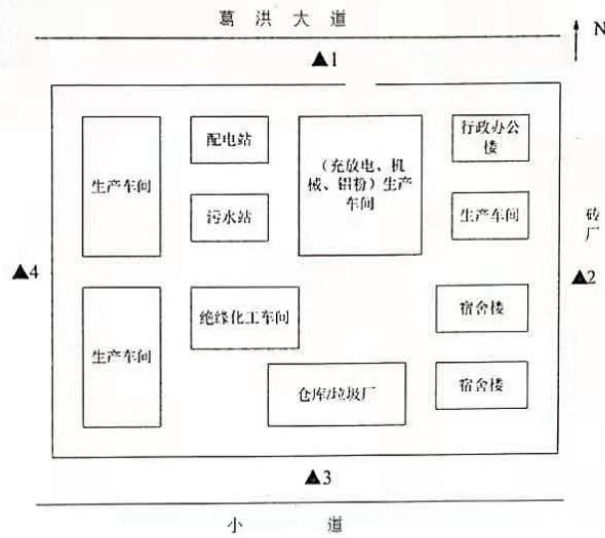 葛洪大道
N
▲1
配电站
行政办公
楼
（充放电、机
械、铝粉）生产
车间
生产车间
污水站
生产车间
砖
厂
▲4
▲2
绝缘化工车间
宿舍楼
生产车间
仓库/垃圾厂
宿舍楼
▲3
小道